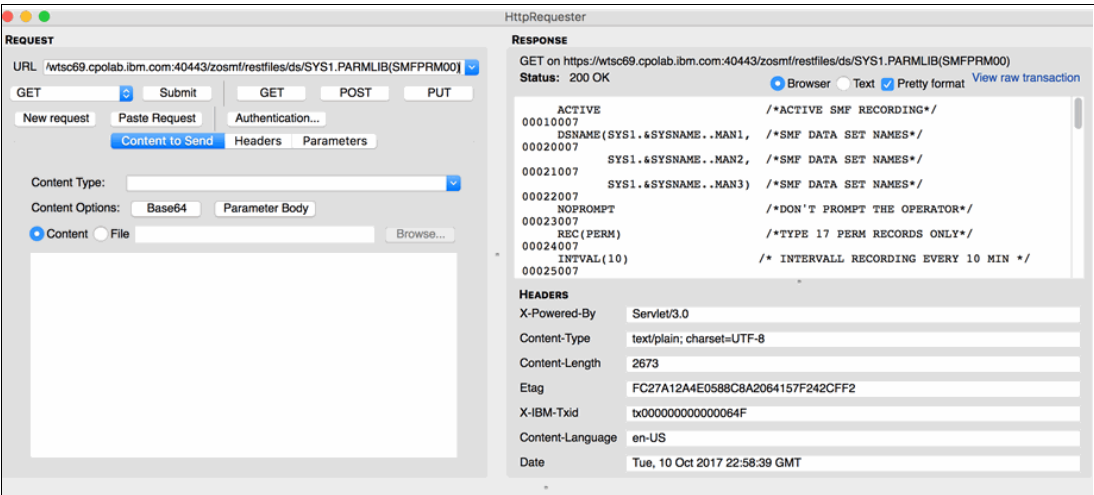 HttpRequester
REQUEST
URL /wtsc69.cpolab.ibm.com:40443/zosmf/restfiles/ds/SYS1.PARMLIB(SMFPRM00)
GET Submit GET POST PUT
New request Paste Request Authentication...
Content to Send Headers Parameters
Content Type:
Content Options: Base64 Parameter Body
Content File Browse...
RESPONSE
GET on https://wtsc69.cpolab.ibm.com:40443/zosmf/restfiles/ds/SYS1.PARMLIB(SMFPRM00)
Status: 200 OK Browser Text Pretty format View raw transaction
ACTIVE /*ACTIVE SMF RECORDING*/
00010007
DSNAME(SYS1.&SYSNAME..MAN1, /*SMF DATA SET NAMES*/
00020007
SYS1.&SYSNAME..MAN2, /*SMF DATA SET NAMES*/
00021007
SYS1.&SYSNAME..MAN3) /*SMF DATA SET NAMES*/
00022007
NOPROMPT /*DON'T PROMPT THE OPERATOR*/
00023007
REC(PERM) /*TYPE 17 PERM RECORDS ONLY*/
00024007
INTVAL(10) /* INTERVALL RECORDING EVERY 10 MIN */
00025007
HEADERS
X-Powered-By Servlet/3.0
Content-Type text/plain; charset=UTF-8
Content-Length 2673
Etag FC27A12A4E0588C8A2064157F242CFF2
X-IBM-Txid tx000000000000064F
Content-Language en-US
Date Tue, 10 Oct 2017 22:58:39 GMT